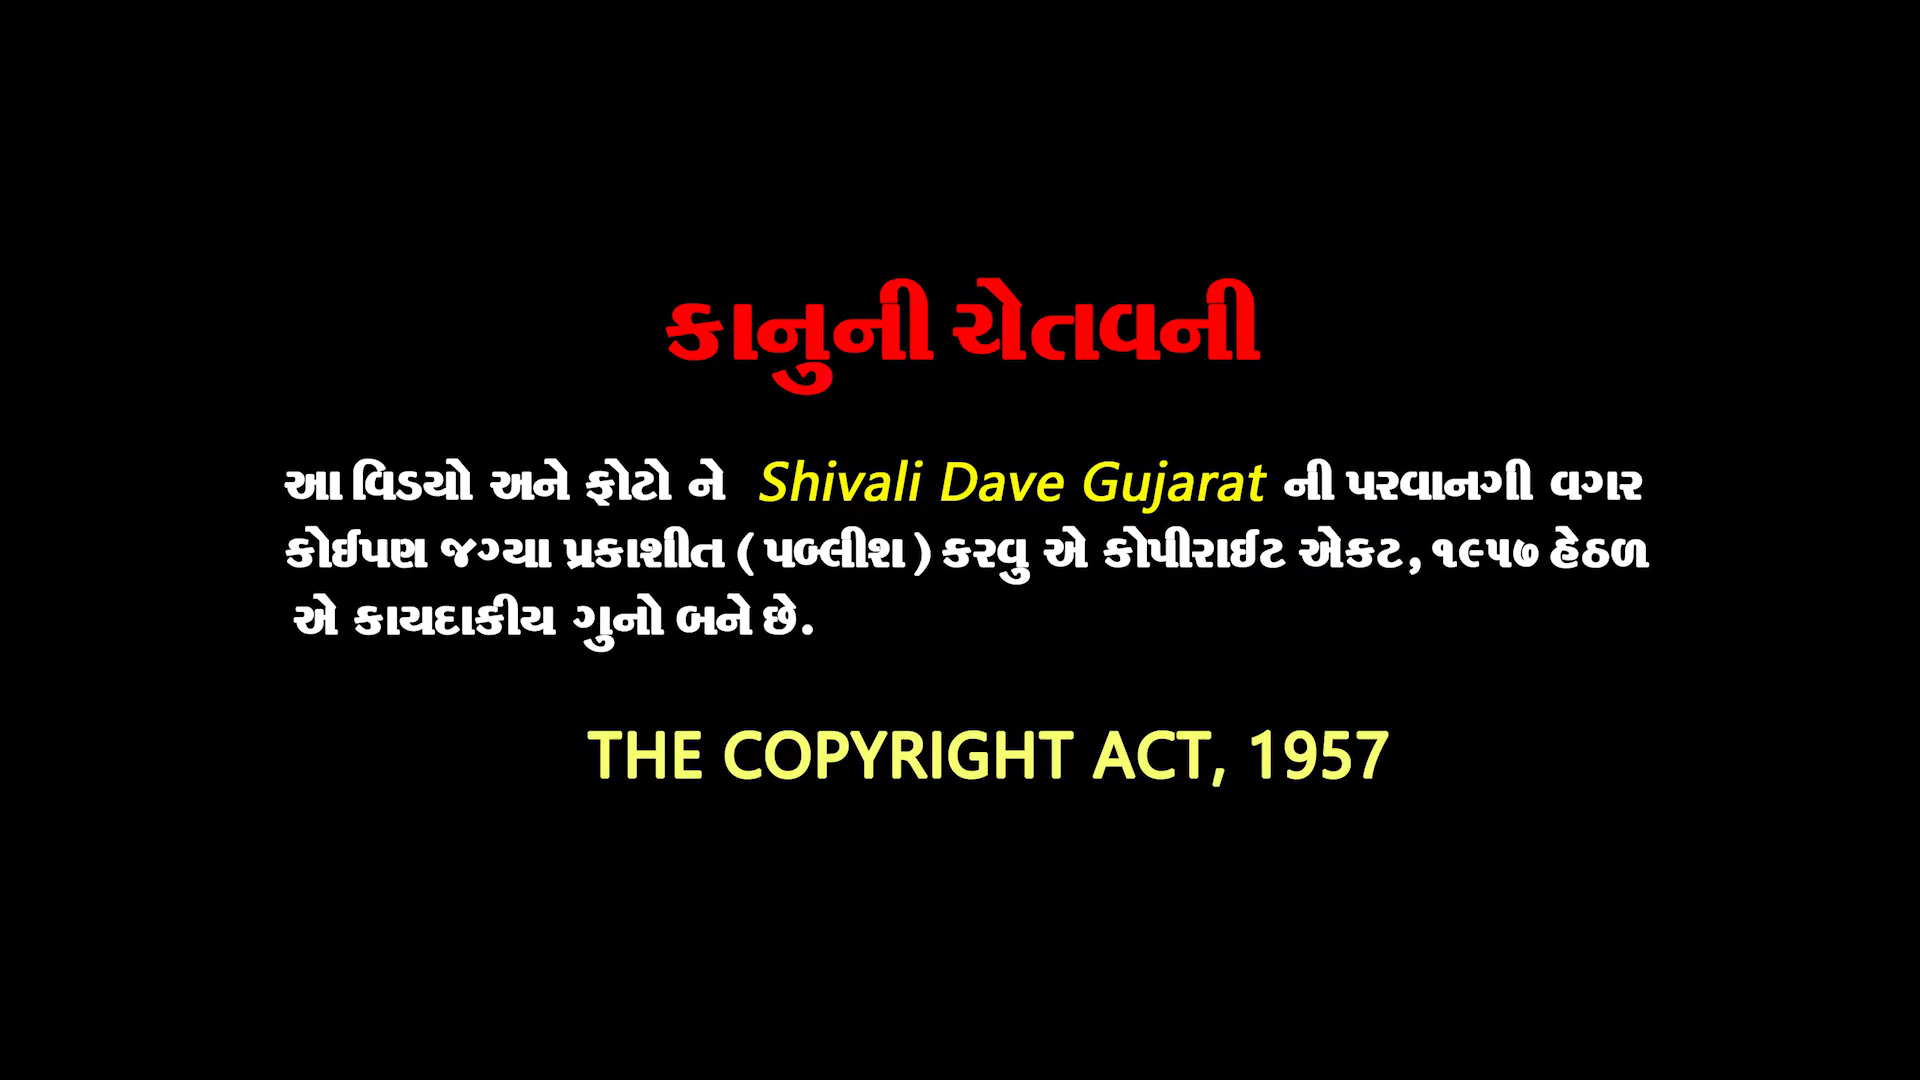 કાનુની ચેતવની
આ વિડયો અને ફોટો ને Shivali Dave Gujarat ની પરવાનગી વગર
કોઈપણ જગ્યા પ્રકાશીત ( પબ્લીશ ) કરવુ એ કોપીરાઈટ એકટ, ૧૯૫૭ હેઠળ
એ કાયદાકીય ગુનો બને છે.
THE COPYRIGHT ACT, 1957